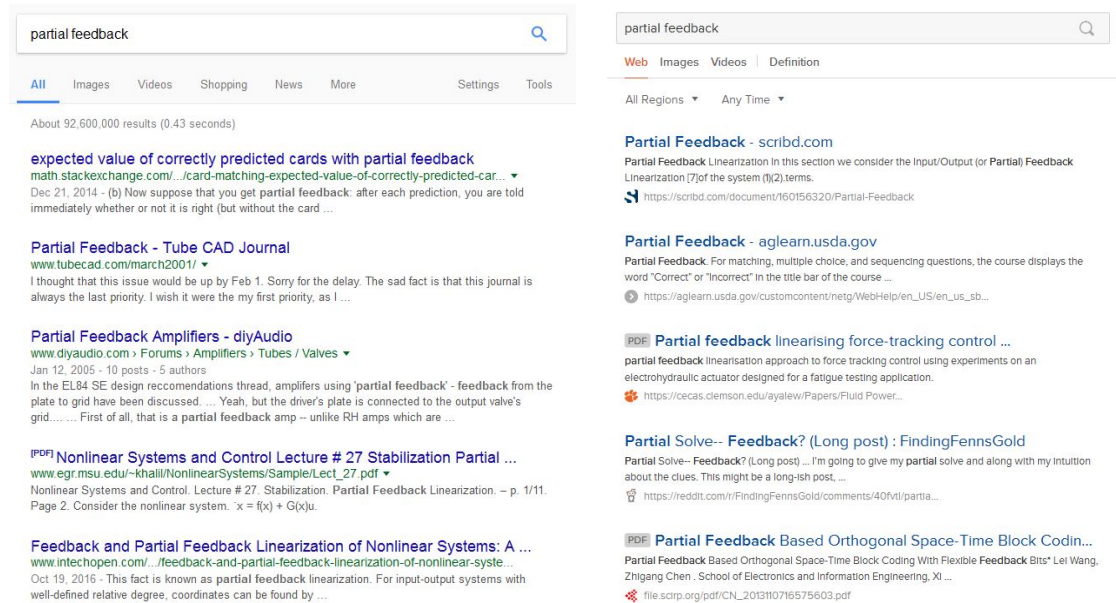 partial feedback
All Images Videos Shopping News More Settings Tools
About 92,600,000 results (0.43 seconds)
expected value of correctly predicted cards with partial feedback
math.stackexchange.com/.../card-matching-expected-value-of-correctly-predicted-car...
Dec 21, 2014 - (b) Now suppose that you get partial feedback: after each prediction, you are told
immediately whether or not it is right (but without the card ...
Partial Feedback - Tube CAD Journal
www.tubecad.com/march2001/
I thought that this issue would be up by Feb 1. Sorry for the delay. The sad fact is that this journal is
always the last priority. I wish it were the my first priority, as I ...
Partial Feedback Amplifiers - diyAudio
www.diyaudio.com › Forums › Amplifiers › Tubes / Valves
Jan 12, 2005 - 10 posts - 5 authors
In the EL84 SE design reccomendations thread, amplifers using 'partial feedback' - feedback from the
plate to grid have been discussed. ... Yeah, but the driver's plate is connected to the output valve's
grid.... ... First of all, that is a partial feedback amp -- unlike RH amps which are ...
[PDF] Nonlinear Systems and Control Lecture # 27 Stabilization Partial ...
www.egr.msu.edu/~khalil/NonlinearSystems/Sample/Lect_27.pdf
Nonlinear Systems and Control. Lecture # 27. Stabilization. Partial Feedback Linearization. – p. 1/11.
Page 2. Consider the nonlinear system. ˙x = f(x) + G(x)u.
Feedback and Partial Feedback Linearization of Nonlinear Systems: A ...
www.intechopen.com/.../feedback-and-partial-feedback-linearization-of-nonlinear-syste...
Oct 19, 2016 - This fact is known as partial feedback linearization. For input-output systems with
well-defined relative degree, coordinates can be found by ...
partial feedback
Web Images Videos Definition
All Regions Any Time
Partial Feedback - scribd.com
Partial Feedback Linearization In this section we consider the Input/Output (or Partial) Feedback
Linearization [7]of the system (1)(2).terms.
https://scribd.com/document/160156320/Partial-Feedback
Partial Feedback - aglearn.usda.gov
Partial Feedback. For matching, multiple choice, and sequencing questions, the course displays the
word "Correct" or "Incorrect" in the title bar of the course ...
https://aglearn.usda.gov/customcontent/netg/WebHelp/en_US/en_us_sb...
PDF Partial feedback linearising force-tracking control ...
partial feedback linearisation approach to force tracking control using experiments on an
electrohydraulic actuator designed for a fatigue testing application.
https://cecas.clemson.edu/ayalew/Papers/Fluid Power...
Partial Solve-- Feedback? (Long post) : FindingFennsGold
Partial Solve-- Feedback? (Long post) ... I'm going to give my partial solve and along with my intuition
about the clues. This might be a long-ish post, ...
https://reddit.com/r/FindingFennsGold/comments/40fvtl/partia...
PDF Partial Feedback Based Orthogonal Space-Time Block Codin...
Partial Feedback Based Orthogonal Space-Time Block Coding With Flexible Feedback Bits* Lei Wang,
Zhigang Chen . School of Electronics and Information Engineering, Xi ...
file.scirp.org/pdf/CN_2013110716575603.pdf